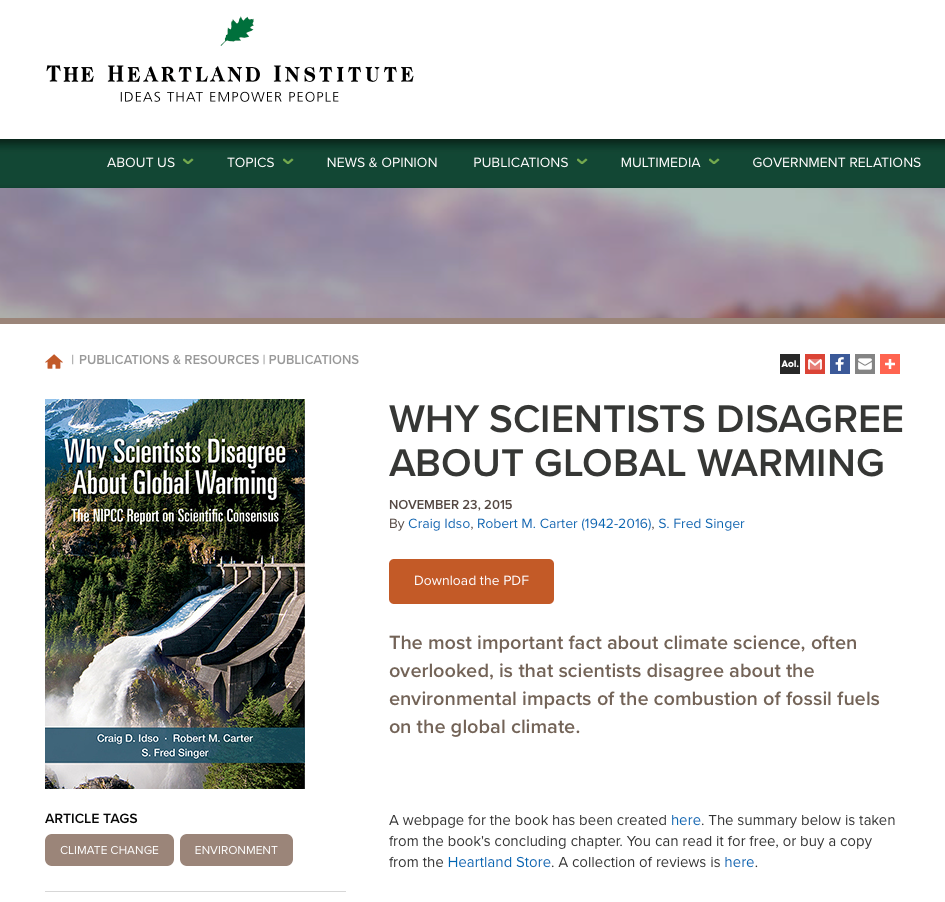 THE HEARTLAND INSTITUTE
IDEAS THAT EMPOWER PEOPLE
ABOUT US TOPICS NEWS & OPINION PUBLICATIONS MULTIMEDIA GOVERNMENT RELATIONS
| PUBLICATIONS & RESOURCES | PUBLICATIONS
Aol.
Why Scientists Disagree
About Global Warming
The NIPCC Report on Scientific Consensus
Craig D. Idso · Robert M. Carter
S. Fred Singer
ARTICLE TAGS
CLIMATE CHANGE ENVIRONMENT
WHY SCIENTISTS DISAGREE
ABOUT GLOBAL WARMING
NOVEMBER 23, 2015
By Craig Idso, Robert M. Carter (1942-2016), S. Fred Singer
Download the PDF
The most important fact about climate science, often
overlooked, is that scientists disagree about the
environmental impacts of the combustion of fossil fuels
on the global climate.
A webpage for the book has been created here. The summary below is taken
from the book's concluding chapter. You can read it for free, or buy a copy
from the Heartland Store. A collection of reviews is here.